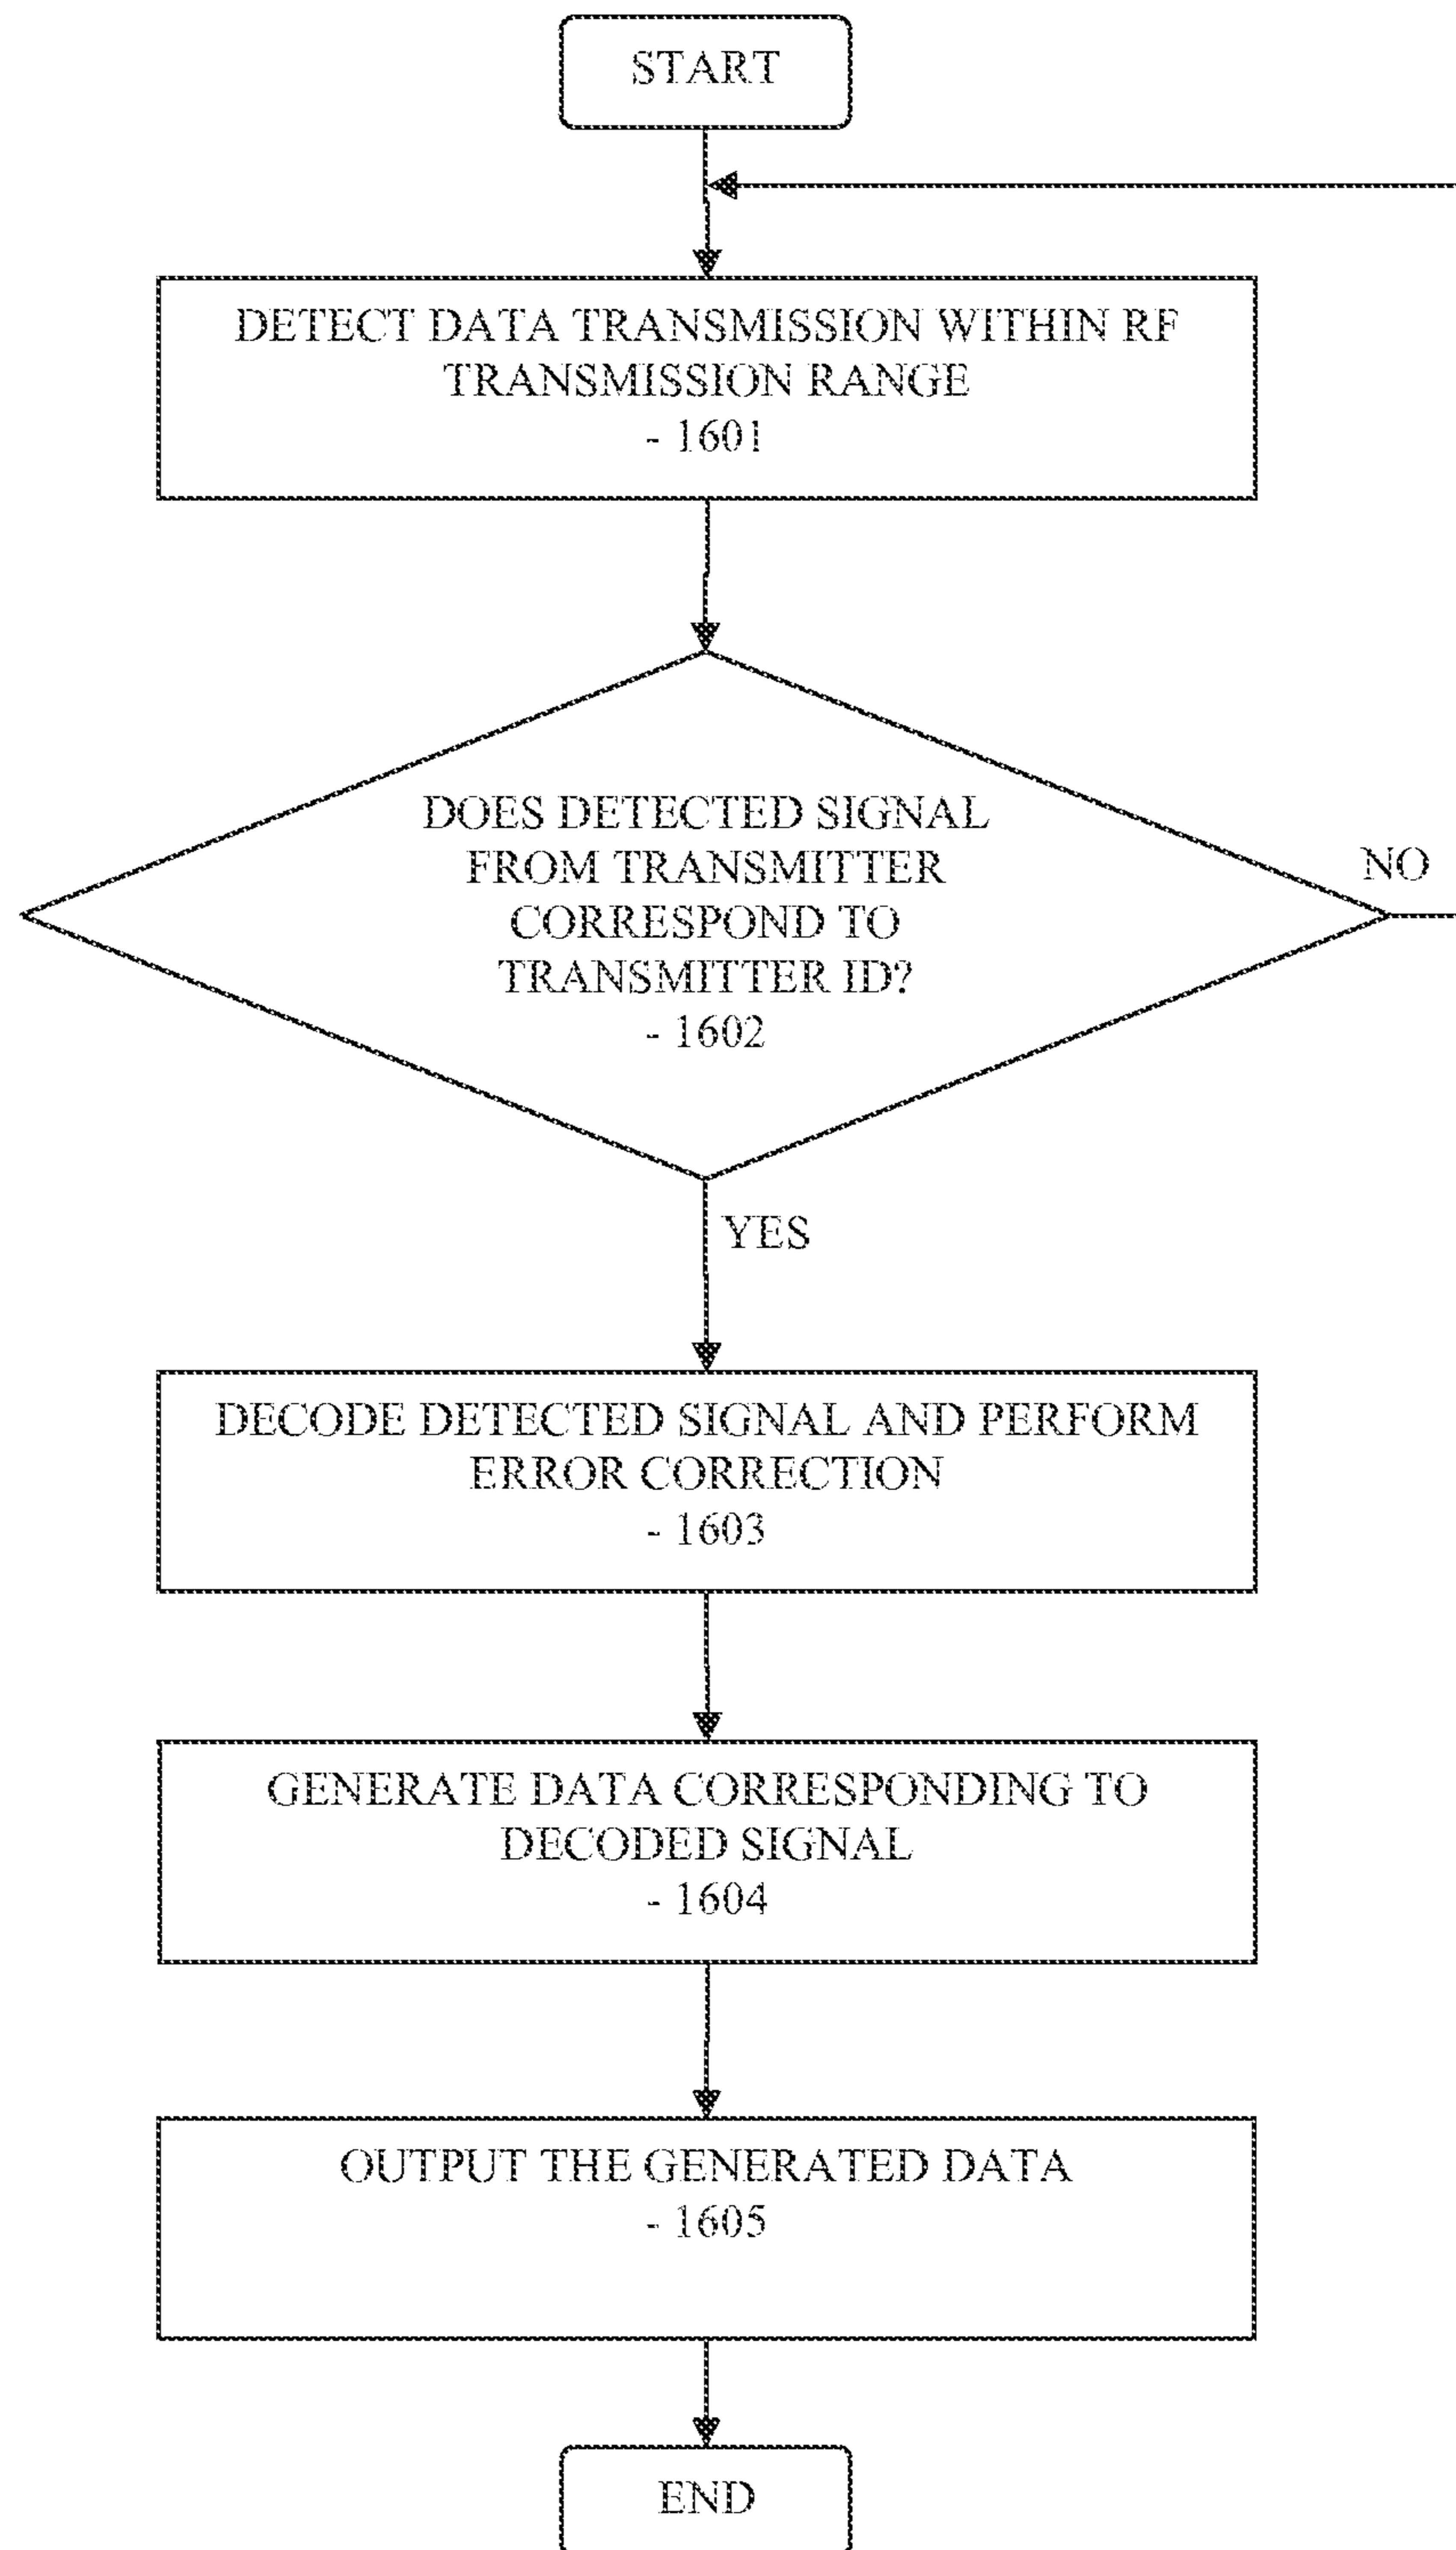 START
DETECT DATA TRANSMISSION WITHIN RF
TRANSMISSION RANGE
- 1601
DOES DETECTED SIGNAL
FROM TRANSMITTER
CORRESPOND TO
TRANSMITTER ID?
- 1602
NO
YES
DECODE DETECTED SIGNAL AND PERFORM
ERROR CORRECTION
- 1603
GENERATE DATA CORRESPONDING TO
DECODED SIGNAL
- 1604
OUTPUT THE GENERATED DATA
- 1605
END